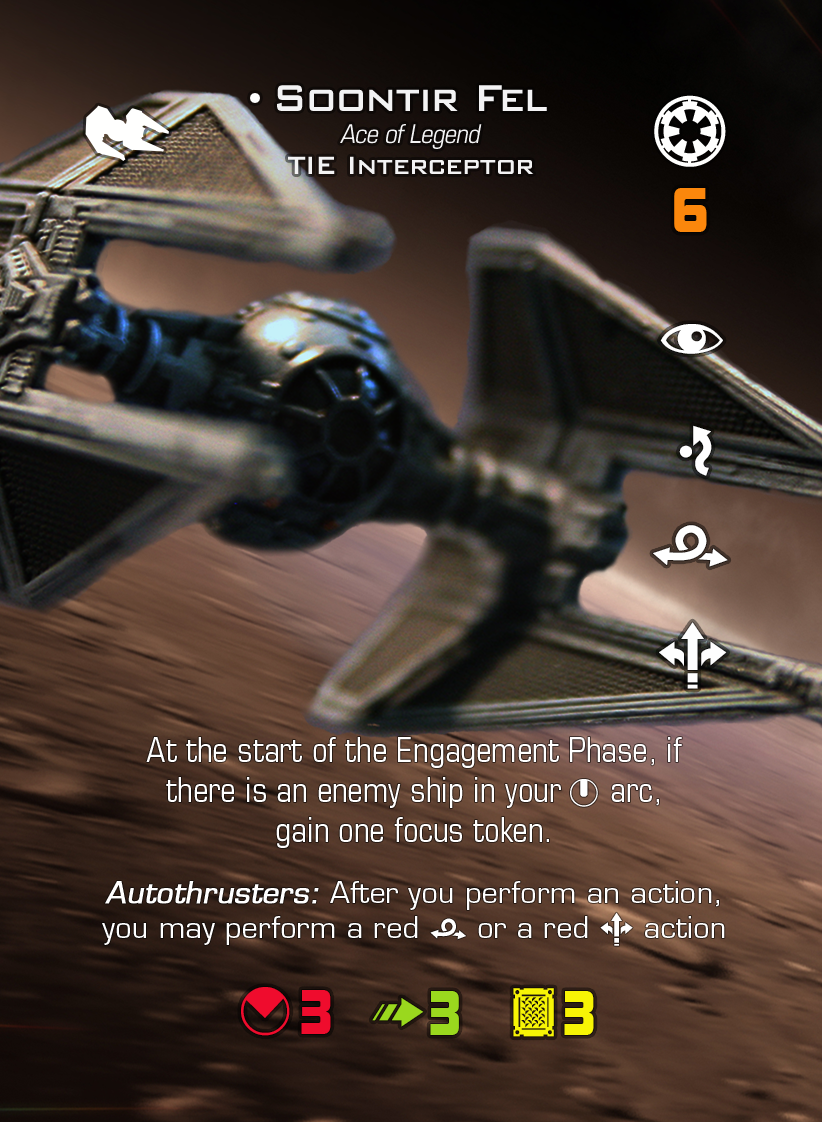 • Soontir Fel
Ace of Legend
TIE Interceptor
6
At the start of the Engagement Phase, if
there is an enemy ship in your arc,
gain one focus token.
Autothrusters: After you perform an action,
you may perform a red or a red action
3 3 3